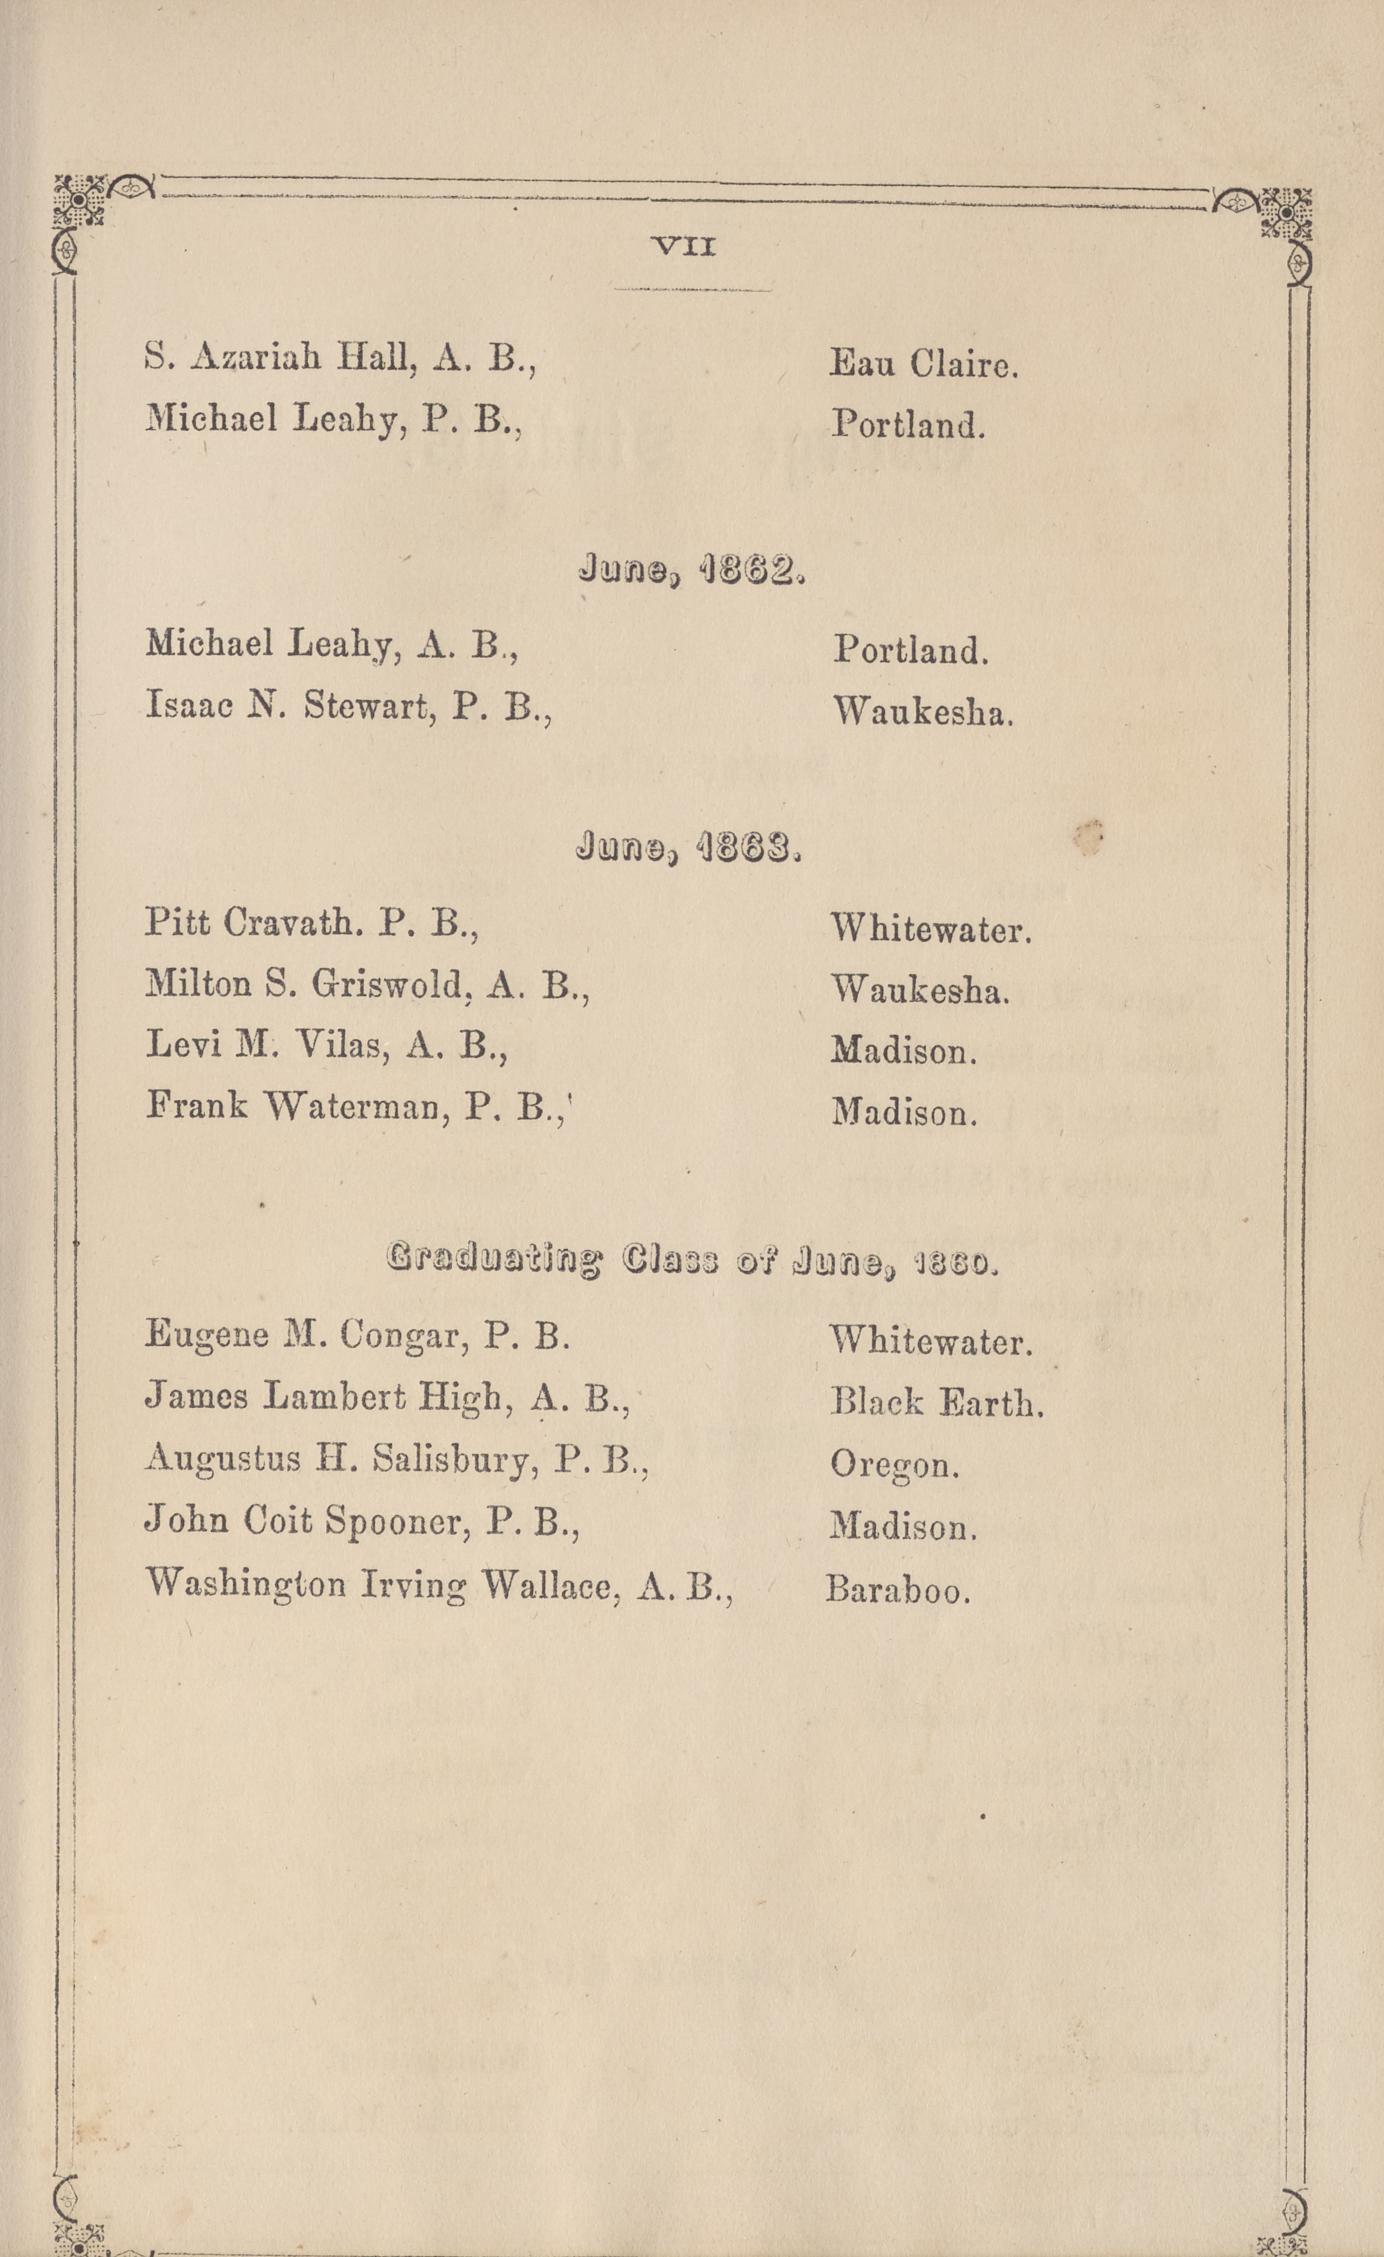 VII
S. Azariah Hall, A. B., Eau Claire.
Michael Leahy, P. B., Portland.
June, 1862.
Michael Leahy, A. B., Portland.
Isaac N. Stewart, P. B., Waukesha.
June, 1863.
Pitt Cravath. P. B., Whitewater.
Milton S. Griswold, A. B., Waukesha.
Levi M. Vilas, A. B., Madison.
Frank Waterman, P. B.,' Madison.
Graduating Class of June, 1860.
Eugene M. Congar, P. B. Whitewater.
James Lambert High, A. B., Black Earth.
Augustus H. Salisbury, P. B., Oregon.
John Coit Spooner, P. B., Madison.
Washington Irving Wallace, A. B., Baraboo.